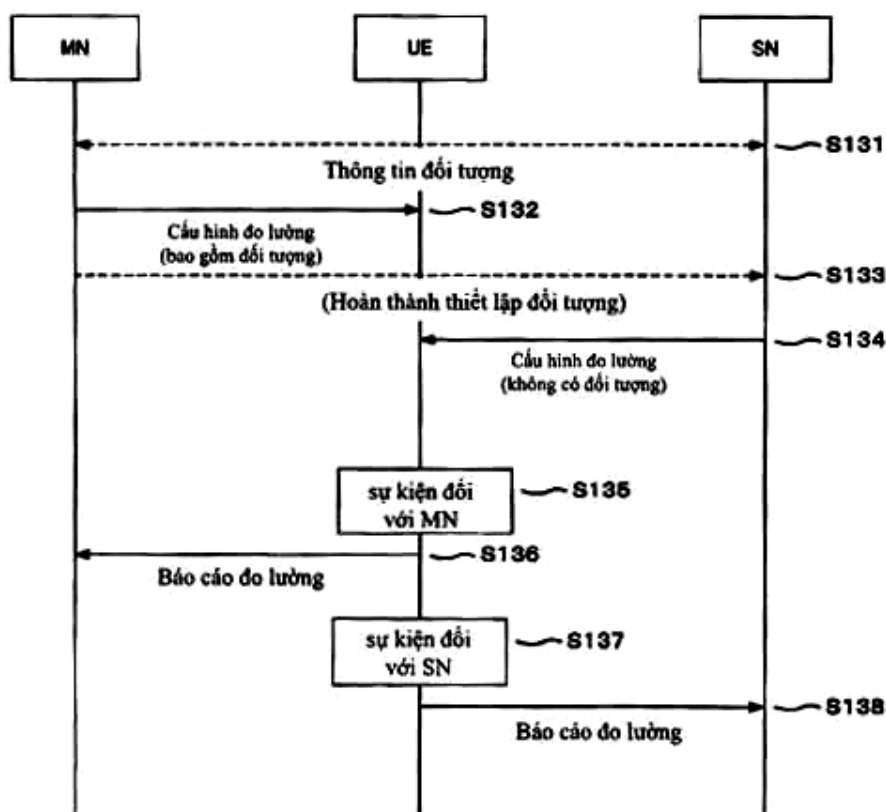 MN
UE
SN
S131
Thông tin đối tượng
S132
Cấu hình đo lường
(bao gồm đối tượng)
S133
(Hoàn thành thiết lập đối tượng)
S134
Cấu hình đo lường
(không có đối tượng)
sự kiện đối
với MN
S135
S136
Báo cáo đo lường
sự kiện đối
với SN
S137
S138
Báo cáo đo lường